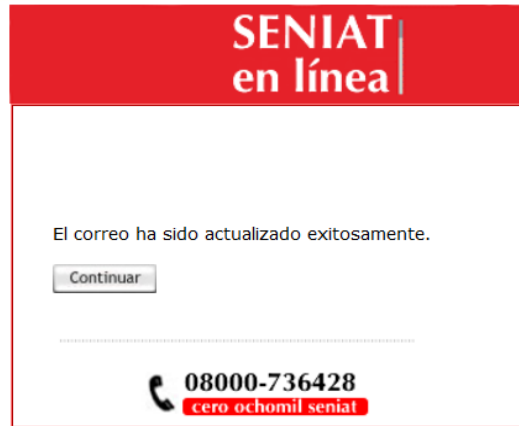 SENIAT
en línea
El correo ha sido actualizado exitosamente.
Continuar
08000-736428
cero ochomil seniat